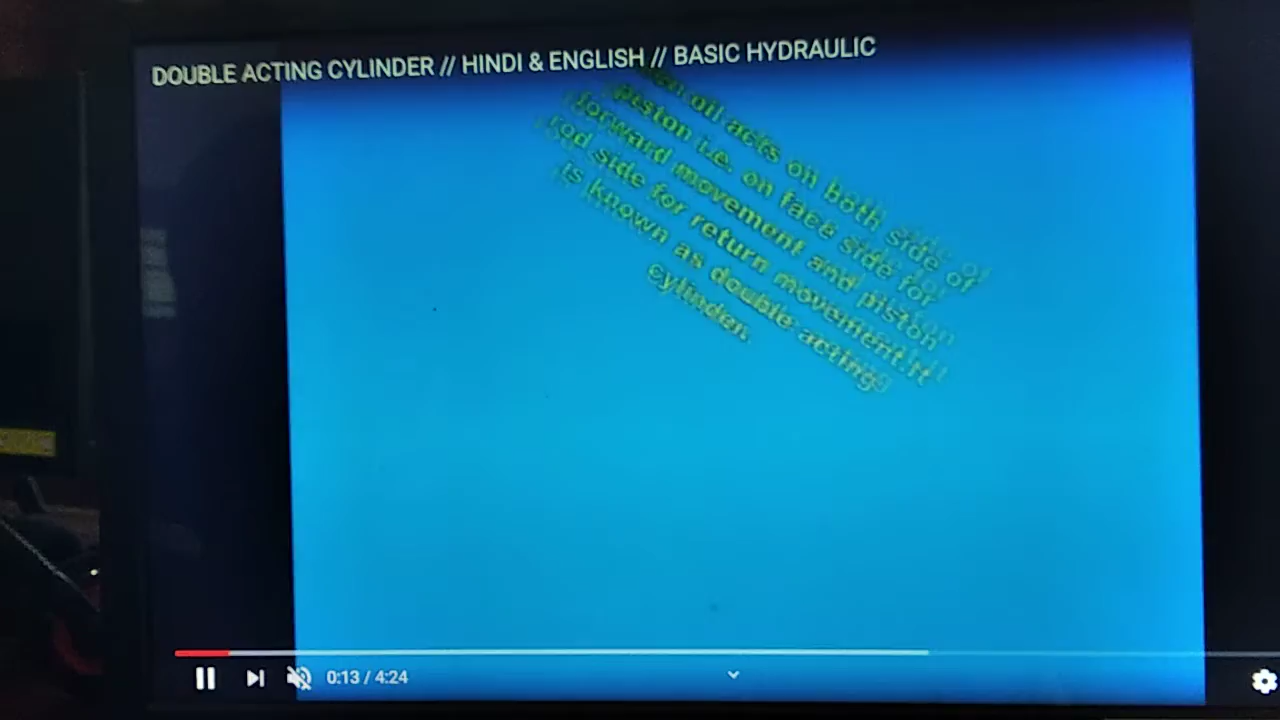 DOUBLE ACTING CYLINDER // HINDI & ENGLISH // BASIC HYDRAULIC
oil acts on both side of
piston i.e. on face side for
forward movement and piston
rod side for return movement.It
is known as double acting
cylinder.
0:13 / 4:24